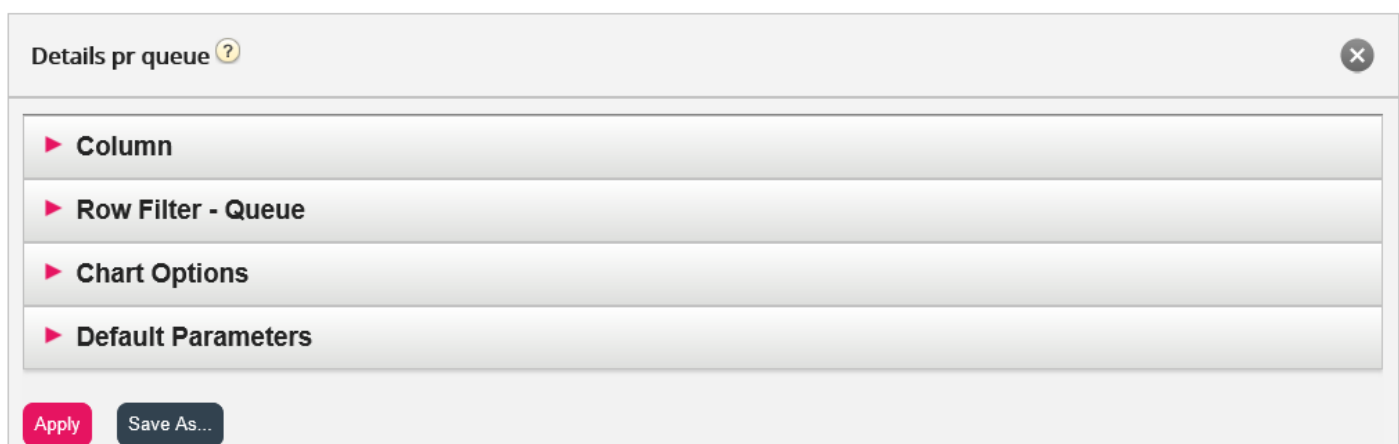 Details pr queue ?
Column
Row Filter - Queue
Chart Options
Default Parameters
Apply Save As...